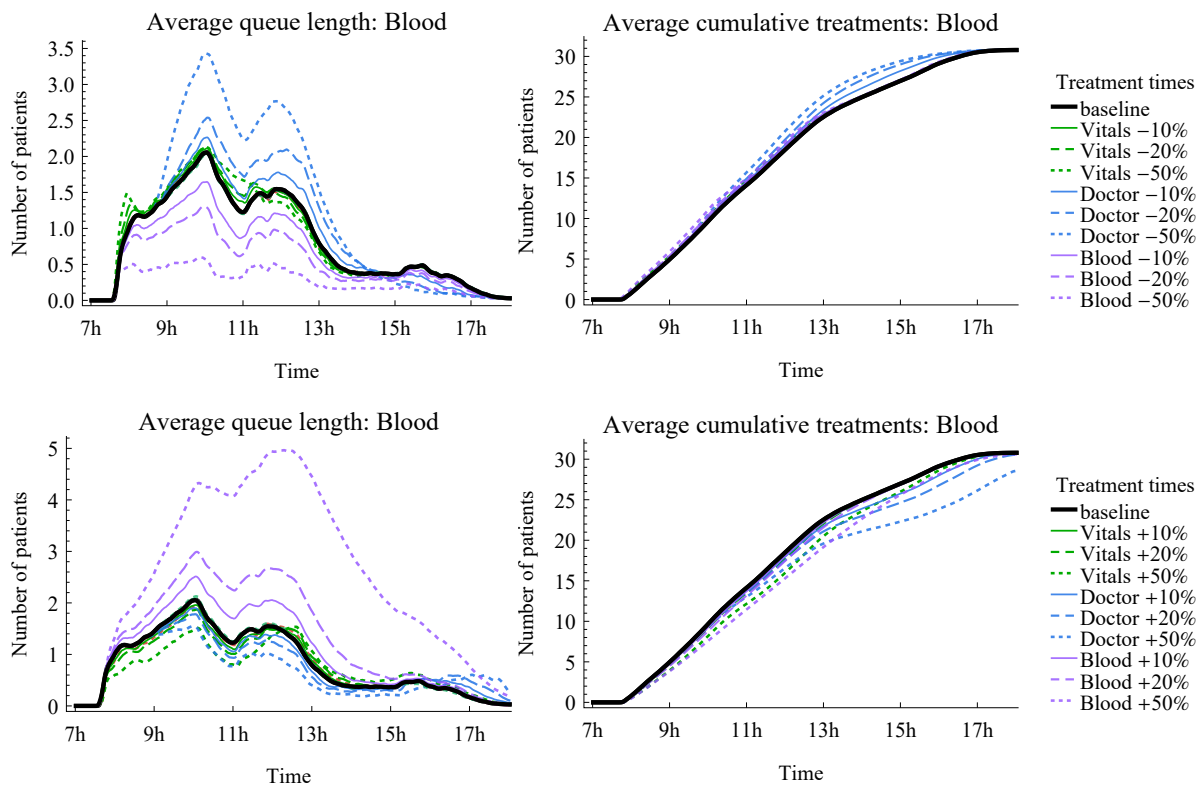 Average queue length: Blood
Number of patients
3.5
3.0
2.5
2.0
1.5
1.0
0.5
0.0
7h 9h 11h 13h 15h 17h
Time
Average cumulative treatments: Blood
Number of patients
30
25
20
15
10
5
0
7h 9h 11h 13h 15h 17h
Time
Treatment times
baseline
Vitals −10%
Vitals −20%
Vitals −50%
Doctor −10%
Doctor −20%
Doctor −50%
Blood −10%
Blood −20%
Blood −50%
Average queue length: Blood
Number of patients
5
4
3
2
1
0
7h 9h 11h 13h 15h 17h
Time
Average cumulative treatments: Blood
Number of patients
30
25
20
15
10
5
0
7h 9h 11h 13h 15h 17h
Time
Treatment times
baseline
Vitals +10%
Vitals +20%
Vitals +50%
Doctor +10%
Doctor +20%
Doctor +50%
Blood +10%
Blood +20%
Blood +50%